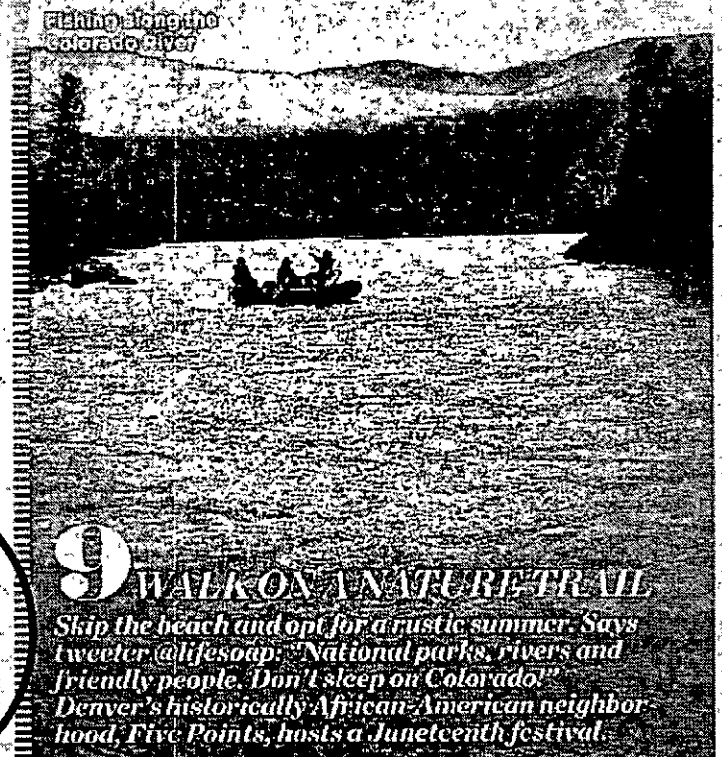 Fishing along the
Colorado River
9 WALK ON A NATURE TRAIL
Skip the beach and opt for a rustic summer. Says
tweeter @lifesoap: "National parks, rivers and
friendly people. Don't sleep on Colorado!"
Denver's historically African-American neighbor-
hood, Five Points, hosts a Juneteenth festival.